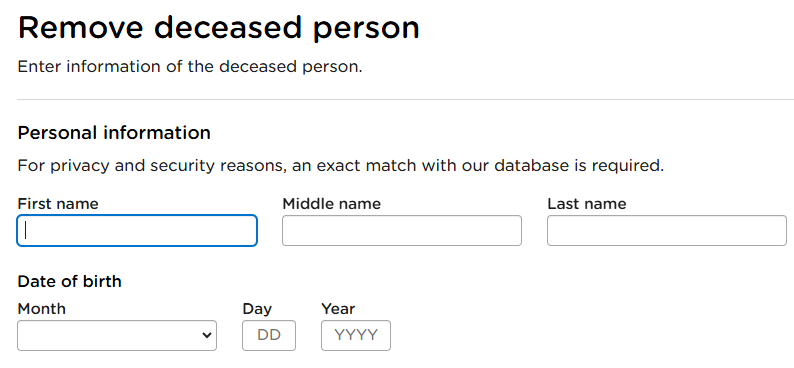 Remove deceased person
Enter information of the deceased person.
Personal information
For privacy and security reasons, an exact match with our database is required.
First name Middle name Last name
Date of birth
Month Day Year
DD YYYY